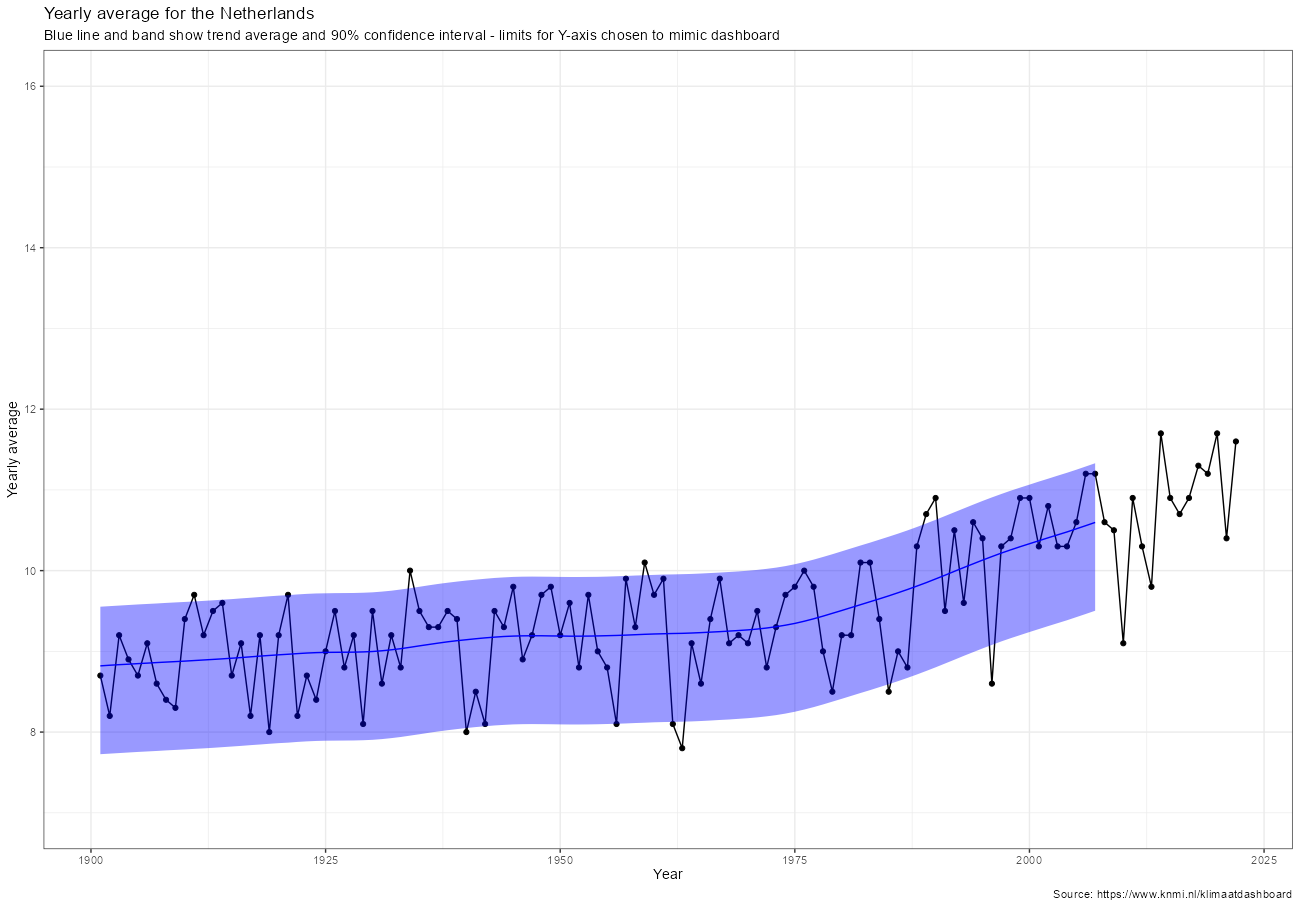 Yearly average for the Netherlands
Blue line and band show trend average and 90% confidence interval - limits for Y-axis chosen to mimic dashboard
16
14
12
10
8
Yearly average
1900 1925 1950 1975 2000 2025
Year
Source: https://www.knmi.nl/klimaatdashboard